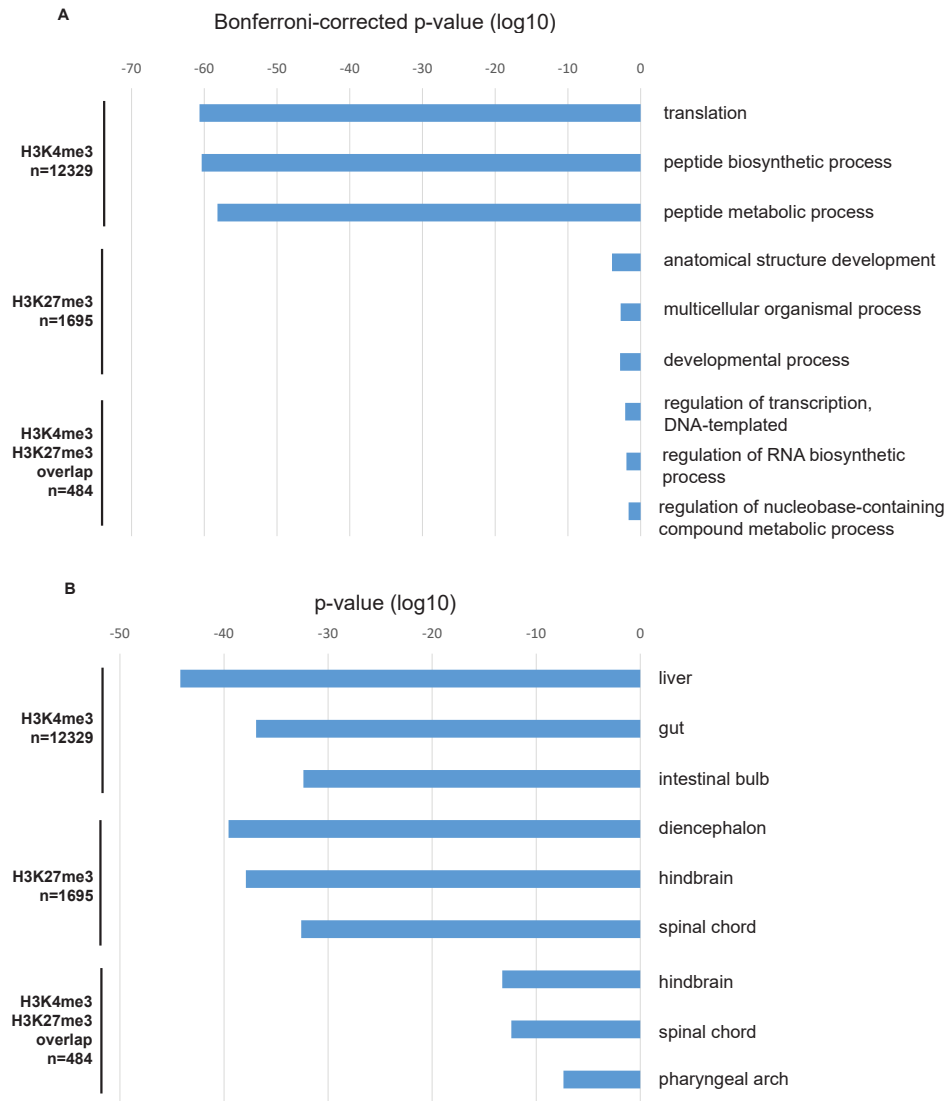 A
Bonferroni-corrected p-value (log10)
-70 -60 -50 -40 -30 -20 -10 0
H3K4me3
n=12329
translation
peptide biosynthetic process
peptide metabolic process
H3K27me3
n=1695
anatomical structure development
multicellular organismal process
developmental process
H3K4me3
H3K27me3
overlap
n=484
regulation of transcription,
DNA-templated
regulation of RNA biosynthetic
process
regulation of nucleobase-containing
compound metabolic process
B
p-value (log10)
-50 -40 -30 -20 -10 0
H3K4me3
n=12329
liver
gut
intestinal bulb
H3K27me3
n=1695
diencephalon
hindbrain
spinal chord
H3K4me3
H3K27me3
overlap
n=484
hindbrain
spinal chord
pharyngeal arch